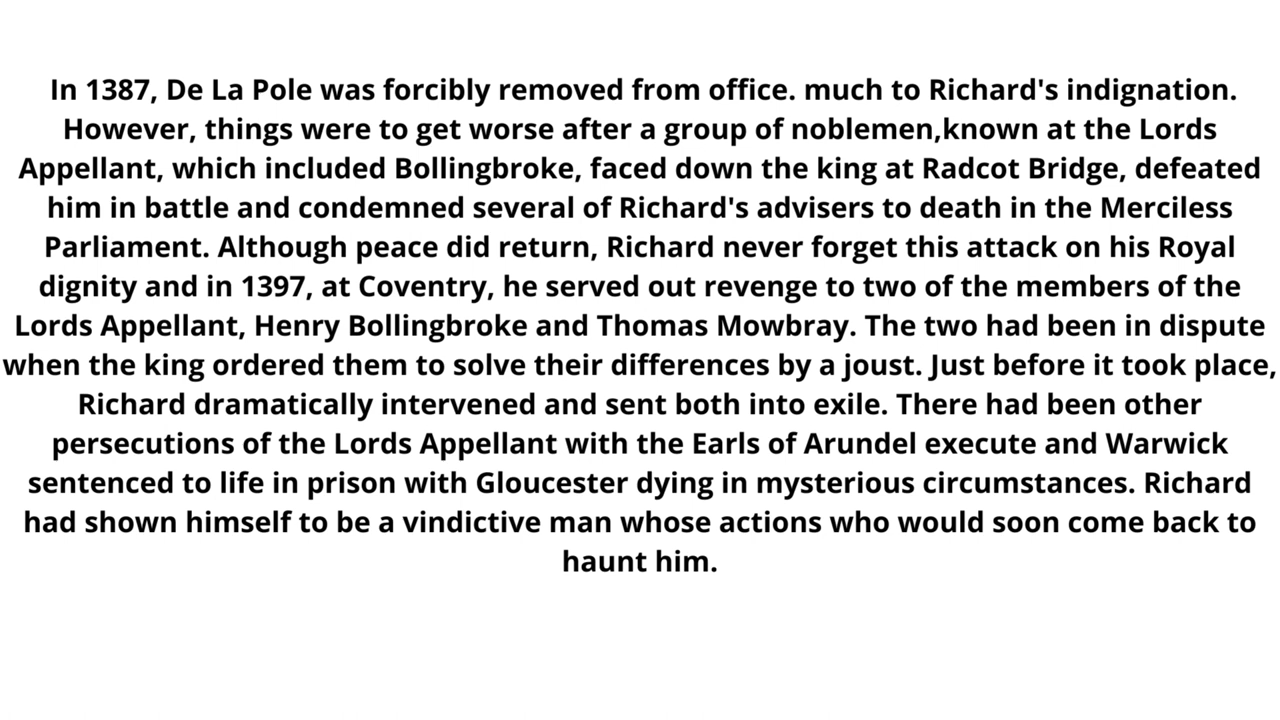 In 1387, De La Pole was forcibly removed from office. much to Richard's indignation.
However, things were to get worse after a group of noblemen,known at the Lords
Appellant, which included Bollingbroke, faced down the king at Radcot Bridge, defeated
him in battle and condemned several of Richard's advisers to death in the Merciless
Parliament. Although peace did return, Richard never forget this attack on his Royal
dignity and in 1397, at Coventry, he served out revenge to two of the members of the
Lords Appellant, Henry Bollingbroke and Thomas Mowbray. The two had been in dispute
when the king ordered them to solve their differences by a joust. Just before it took place,
Richard dramatically intervened and sent both into exile. There had been other
persecutions of the Lords Appellant with the Earls of Arundel execute and Warwick
sentenced to life in prison with Gloucester dying in mysterious circumstances. Richard
had shown himself to be a vindictive man whose actions who would soon come back to
haunt him.